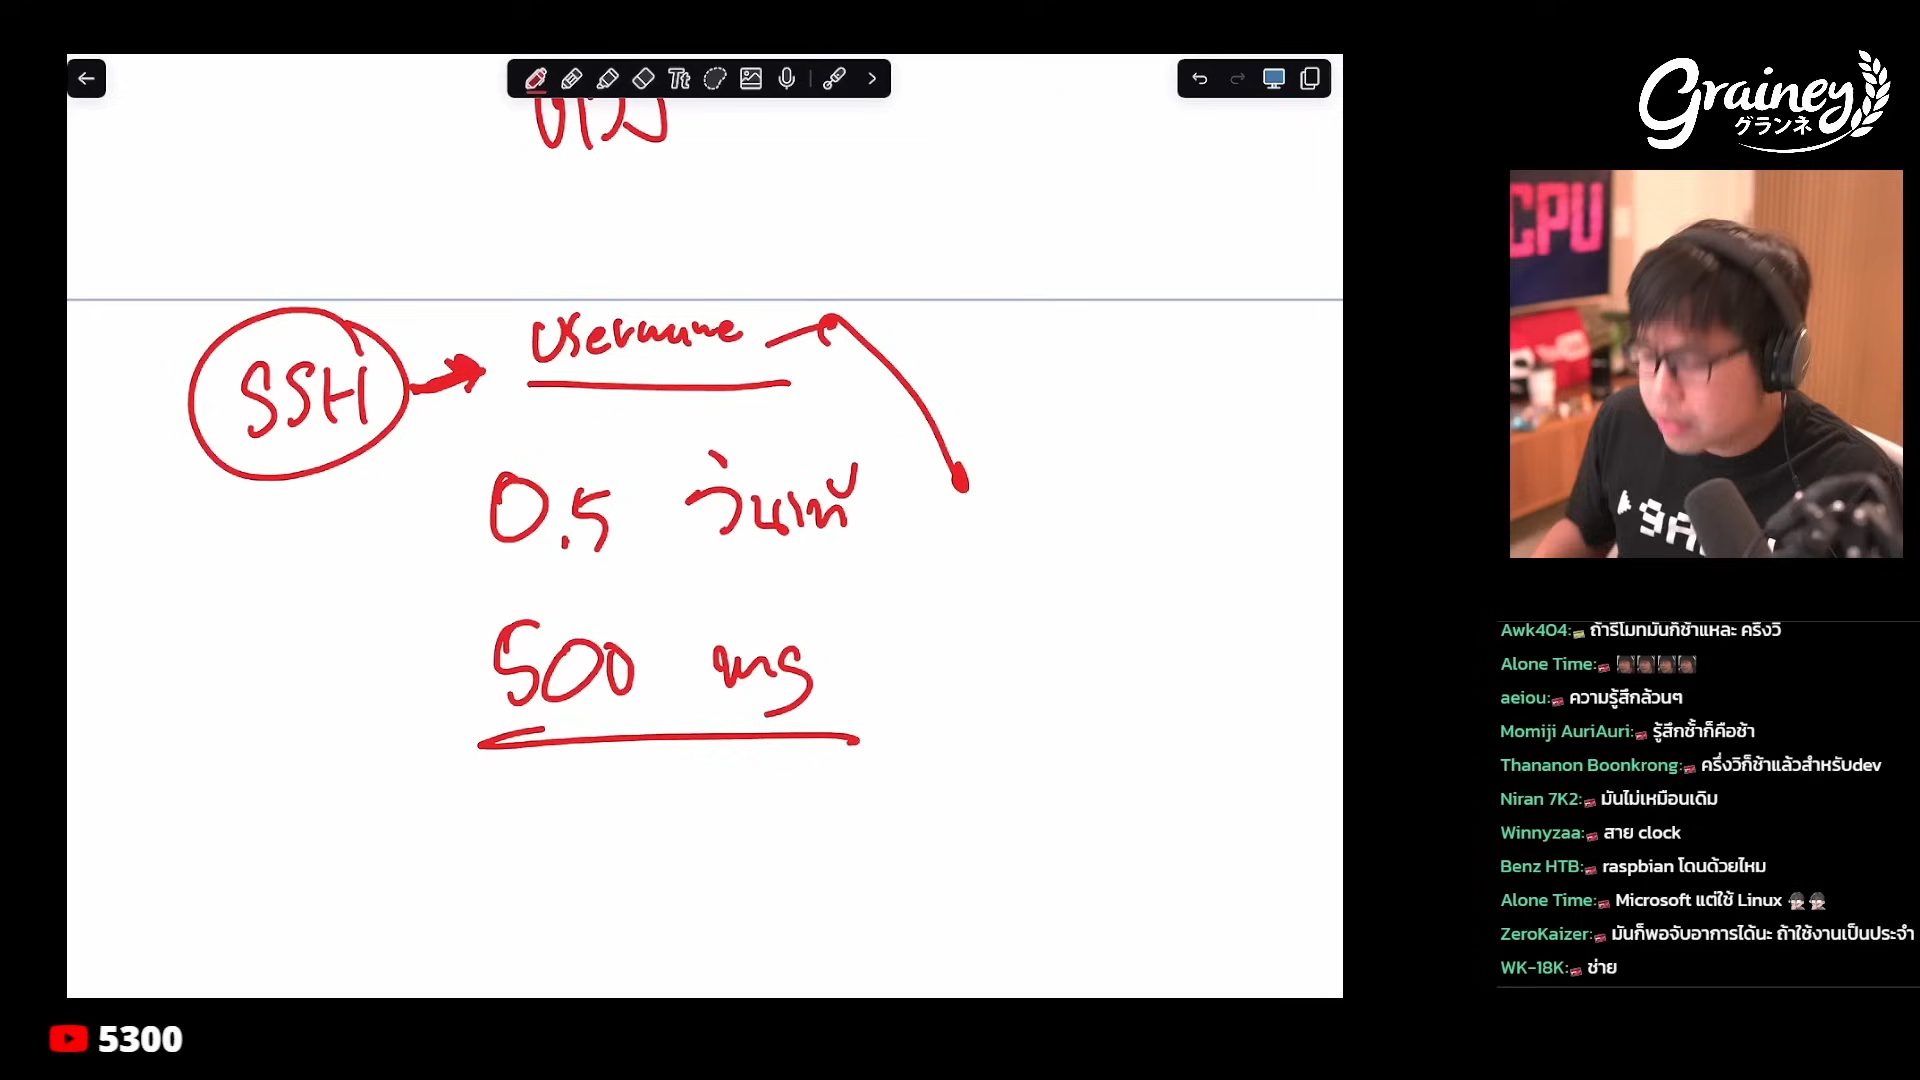 Tt
Grainey
グランネ
CPU
SSH
Username
0.5 วินาที
500 ms
Awk404: ถ้ารีโมทมันก็ช้าแหละ ครึ่งวิ
Alone Time:
aeiou: ความรู้สึกล้วนๆ
Momiji AuriAuri: รู้สึกช้ำก็คือช้า
Thananon Boonkrong: ครึ่งวิก็ช้าแล้วสำหรับdev
Niran 7K2: มันไม่เหมือนเดิม
Winnyzaa: สาย clock
Benz HTB: raspbian โดนด้วยไหม
Alone Time: Microsoft แต่ใช้ Linux
ZeroKaizer: มันก็พอจับอาการได้นะ ถ้าใช้งานเป็นประจำ
WK-18K: ช่าย
5300